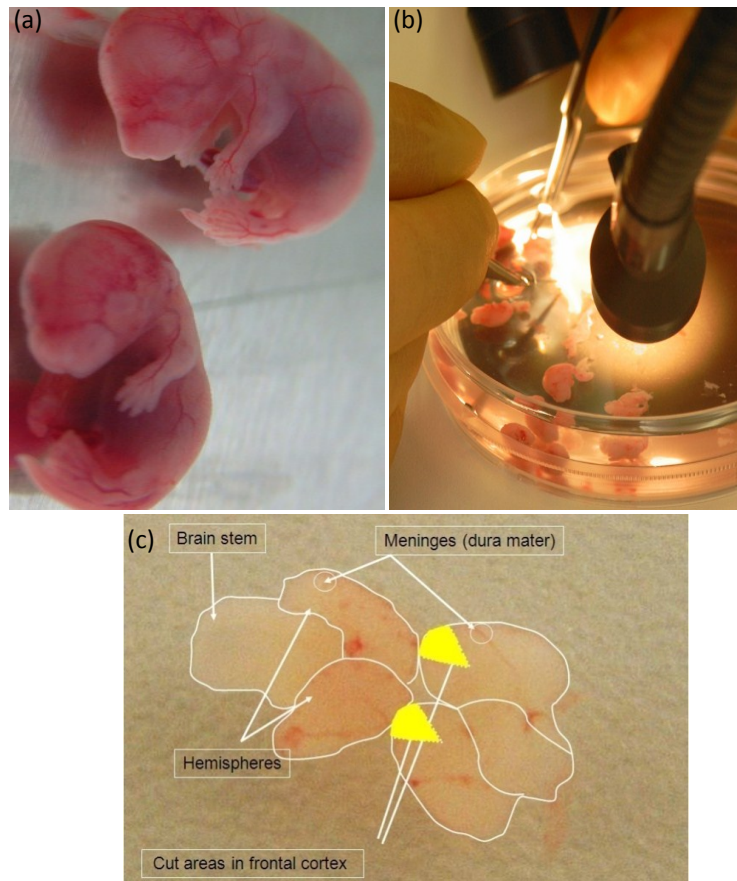 (a)
(b)
(c)
Brain stem
Meninges (dura mater)
Hemispheres
Cut areas in frontal cortex